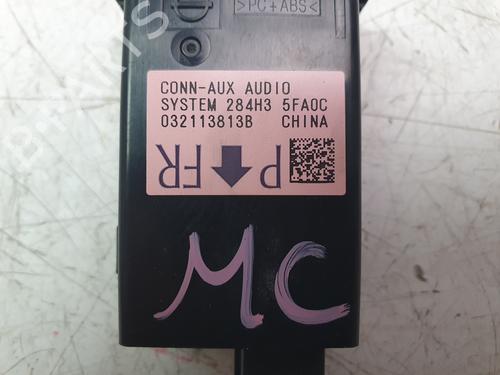 >PC+ABS<
CONN-AUX AUDIO
SYSTEM 284H3 5FA0C
032113813B CHINA
P FR
MC